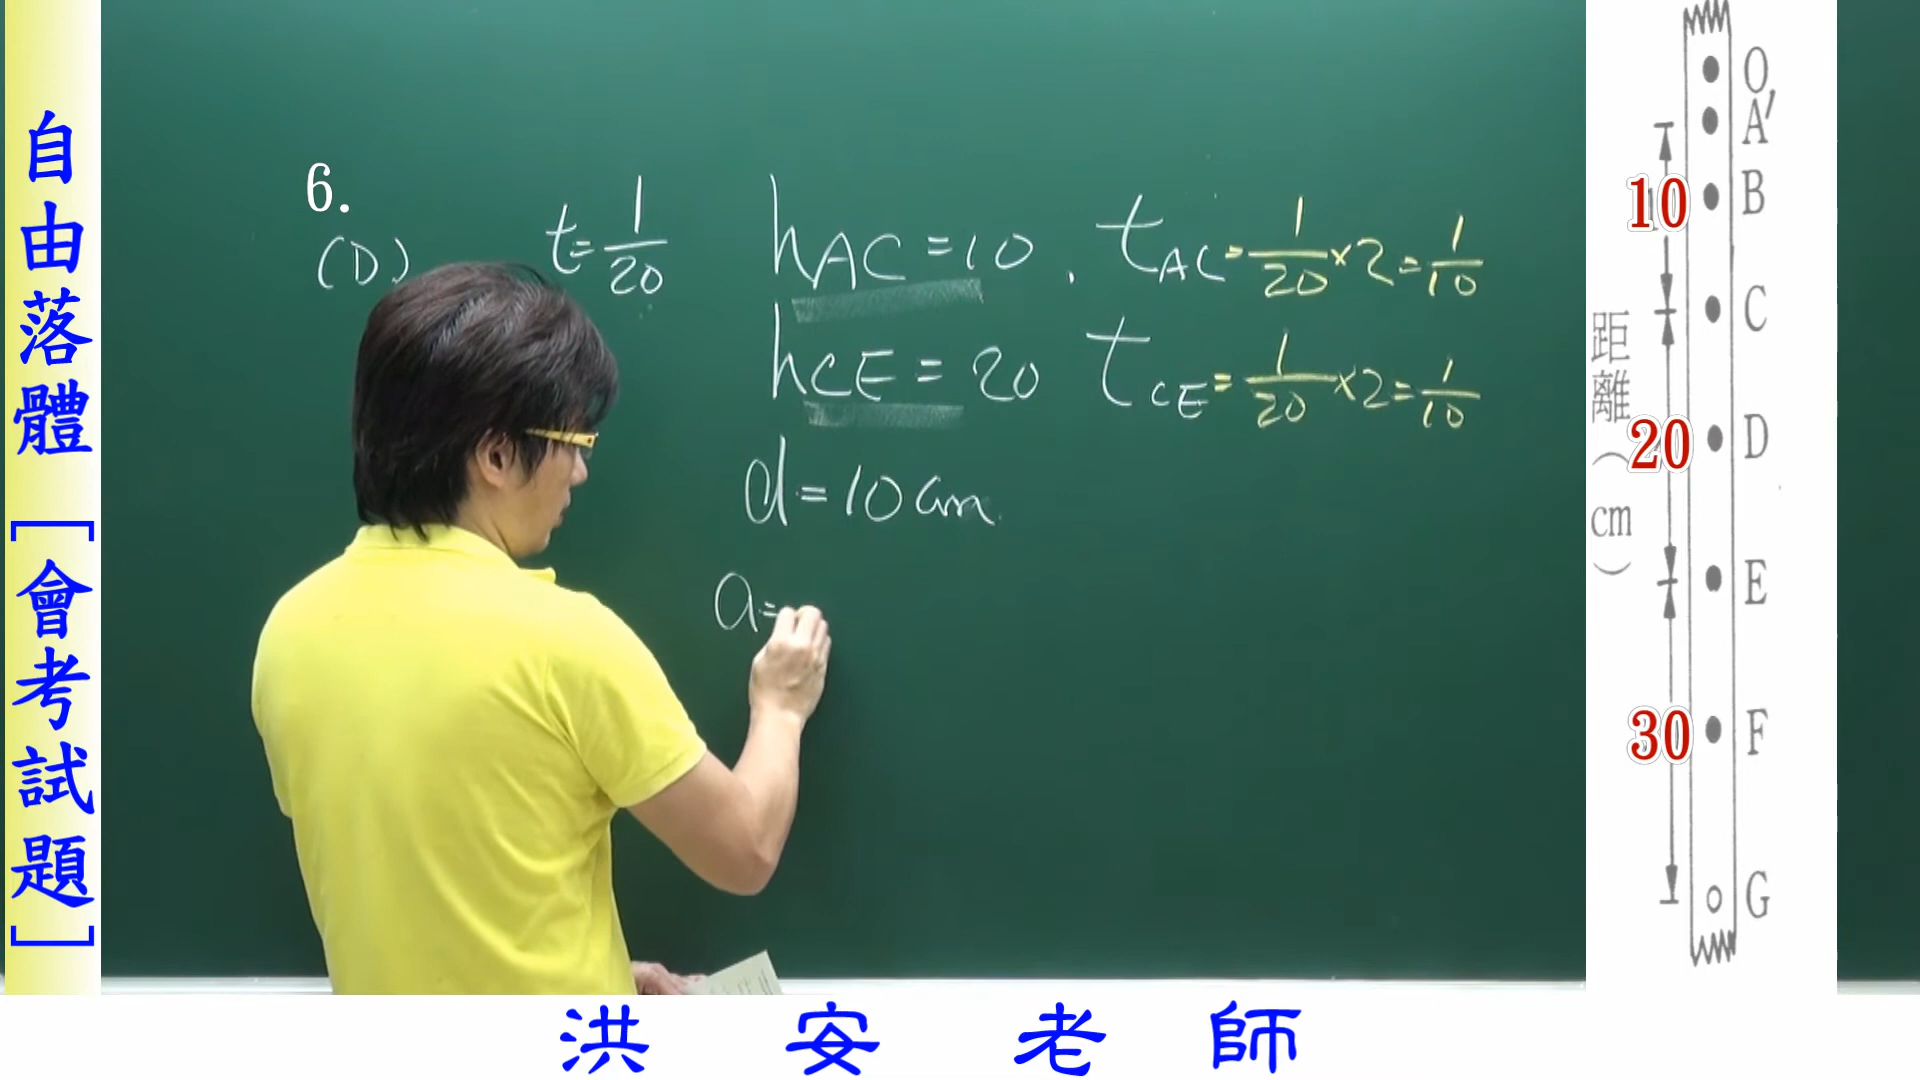 自由落體［會考試題］
6.
(D)
t=1/20
hAC=10 . tAC=1/20×2=1/10
hCE=20 tCE=1/20×2=1/10
d=10cm
a=
O
A'
B
C
D
E
F
G
10
20
30
距離（cm）
洪安老師